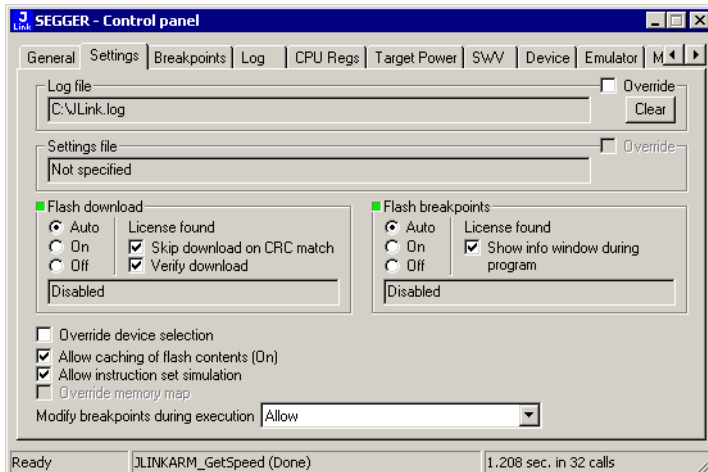 J Link SEGGER - Control panel
General Settings Breakpoints Log CPU Regs Target Power SWV Device Emulator M
Log file Override
C:\JLink.log Clear
Settings file Override
Not specified
Flash download Flash breakpoints
Auto License found Auto License found
On Skip download on CRC match On Show info window during
Off Verify download Off program
Disabled Disabled
Override device selection
Allow caching of flash contents (On)
Allow instruction set simulation
Override memory map
Modify breakpoints during execution Allow
Ready JLINKARM_GetSpeed (Done) 1.208 sec. in 32 calls